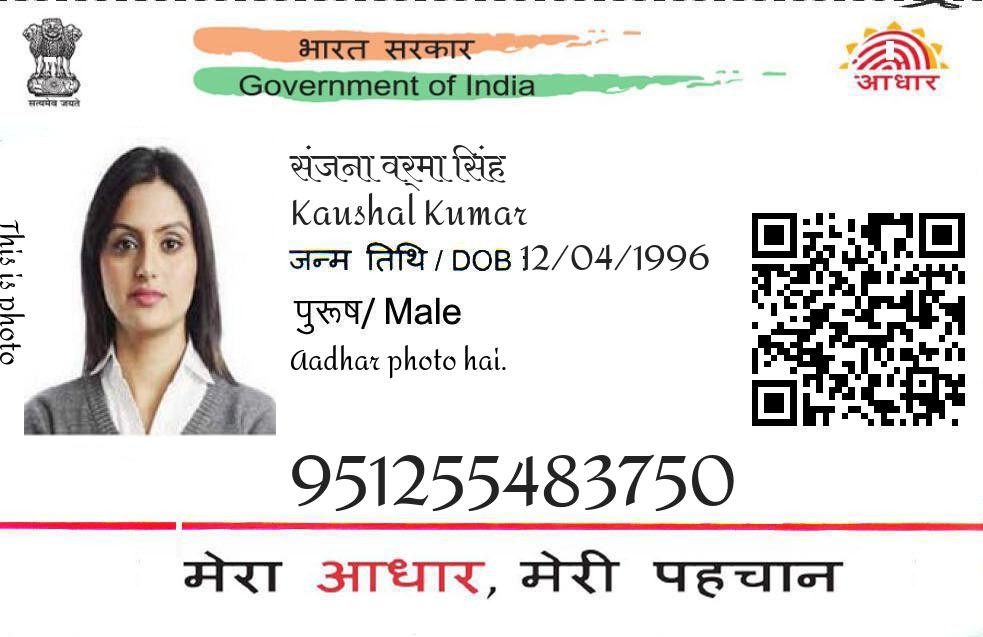 भारत सरकार
Government of India
सत्यमेव जयते
आधार
This is photo
संजना वर्मा सिंह
Kaushal Kumar
जन्म तिथि / DOB 12/04/1996
पुरूष/ Male
Aadhar photo hai.
951255483750
मेरा आधार, मेरी पहचान